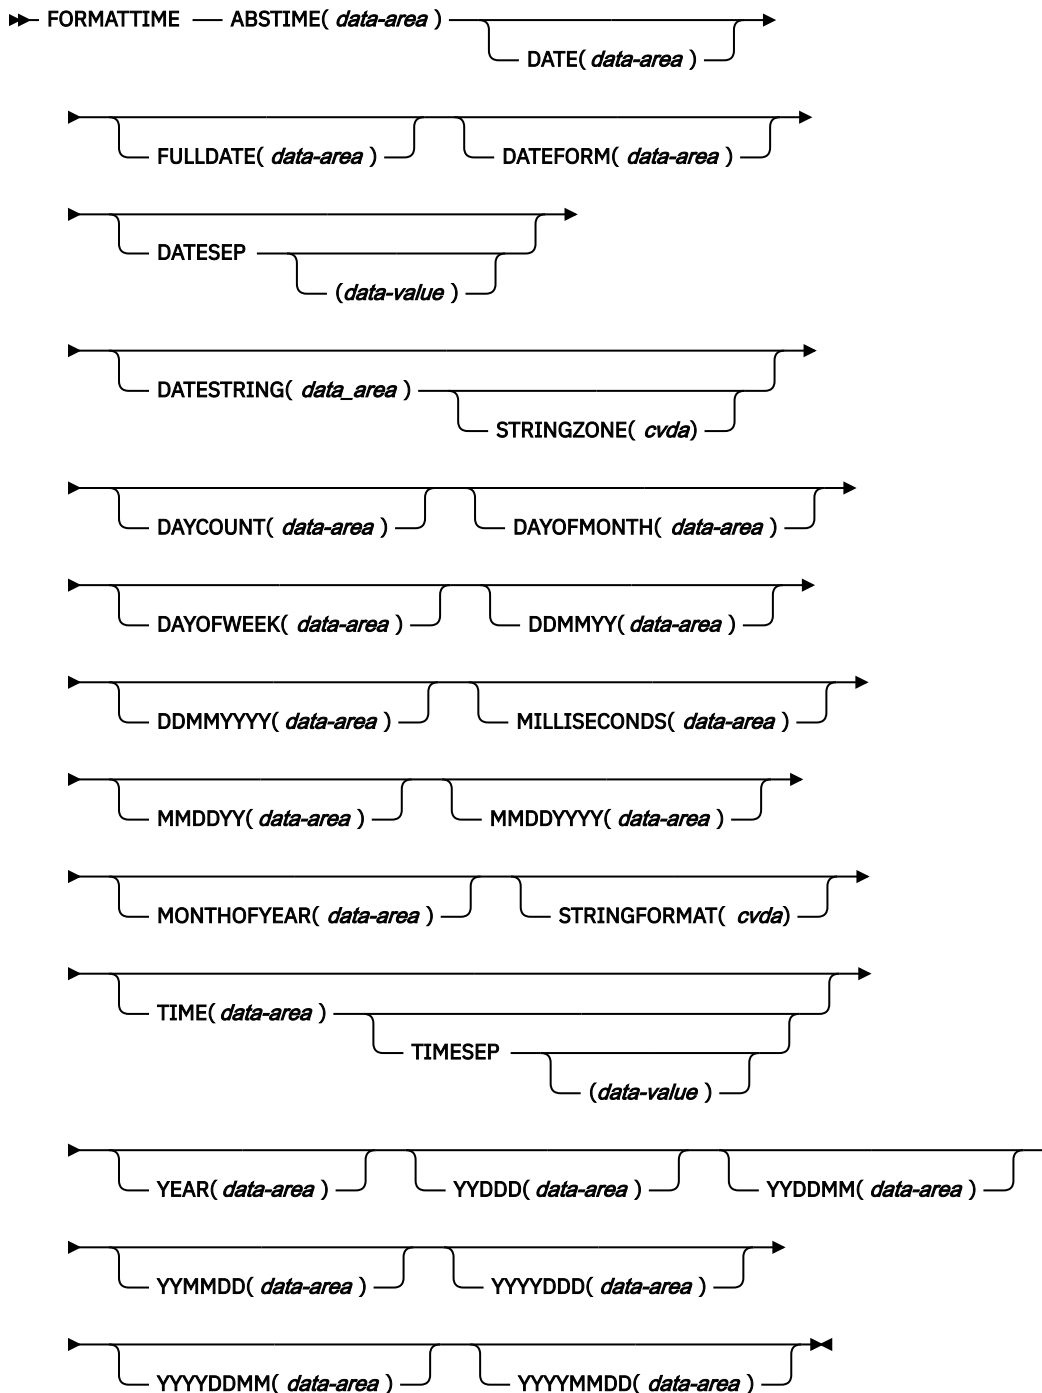 FORMATTIME ABSTIME( data-area )
DATE( data-area )
FULLDATE( data-area ) DATEFORM( data-area )
DATESEP
(data-value )
DATESTRING( data_area )
STRINGZONE( cvda)
DAYCOUNT( data-area ) DAYOFMONTH( data-area )
DAYOFWEEK( data-area ) DDMMYY( data-area )
DDMMYYYY( data-area ) MILLISECONDS( data-area )
MMDDYY( data-area ) MMDDYYYY( data-area )
MONTHOFYEAR( data-area ) STRINGFORMAT( cvda)
TIME( data-area )
TIMESEP
(data-value )
YEAR( data-area ) YYDDD( data-area ) YYDDMM( data-area )
YYMMDD( data-area ) YYYYDDD( data-area )
YYYYDDMM( data-area ) YYYYMMDD( data-area )